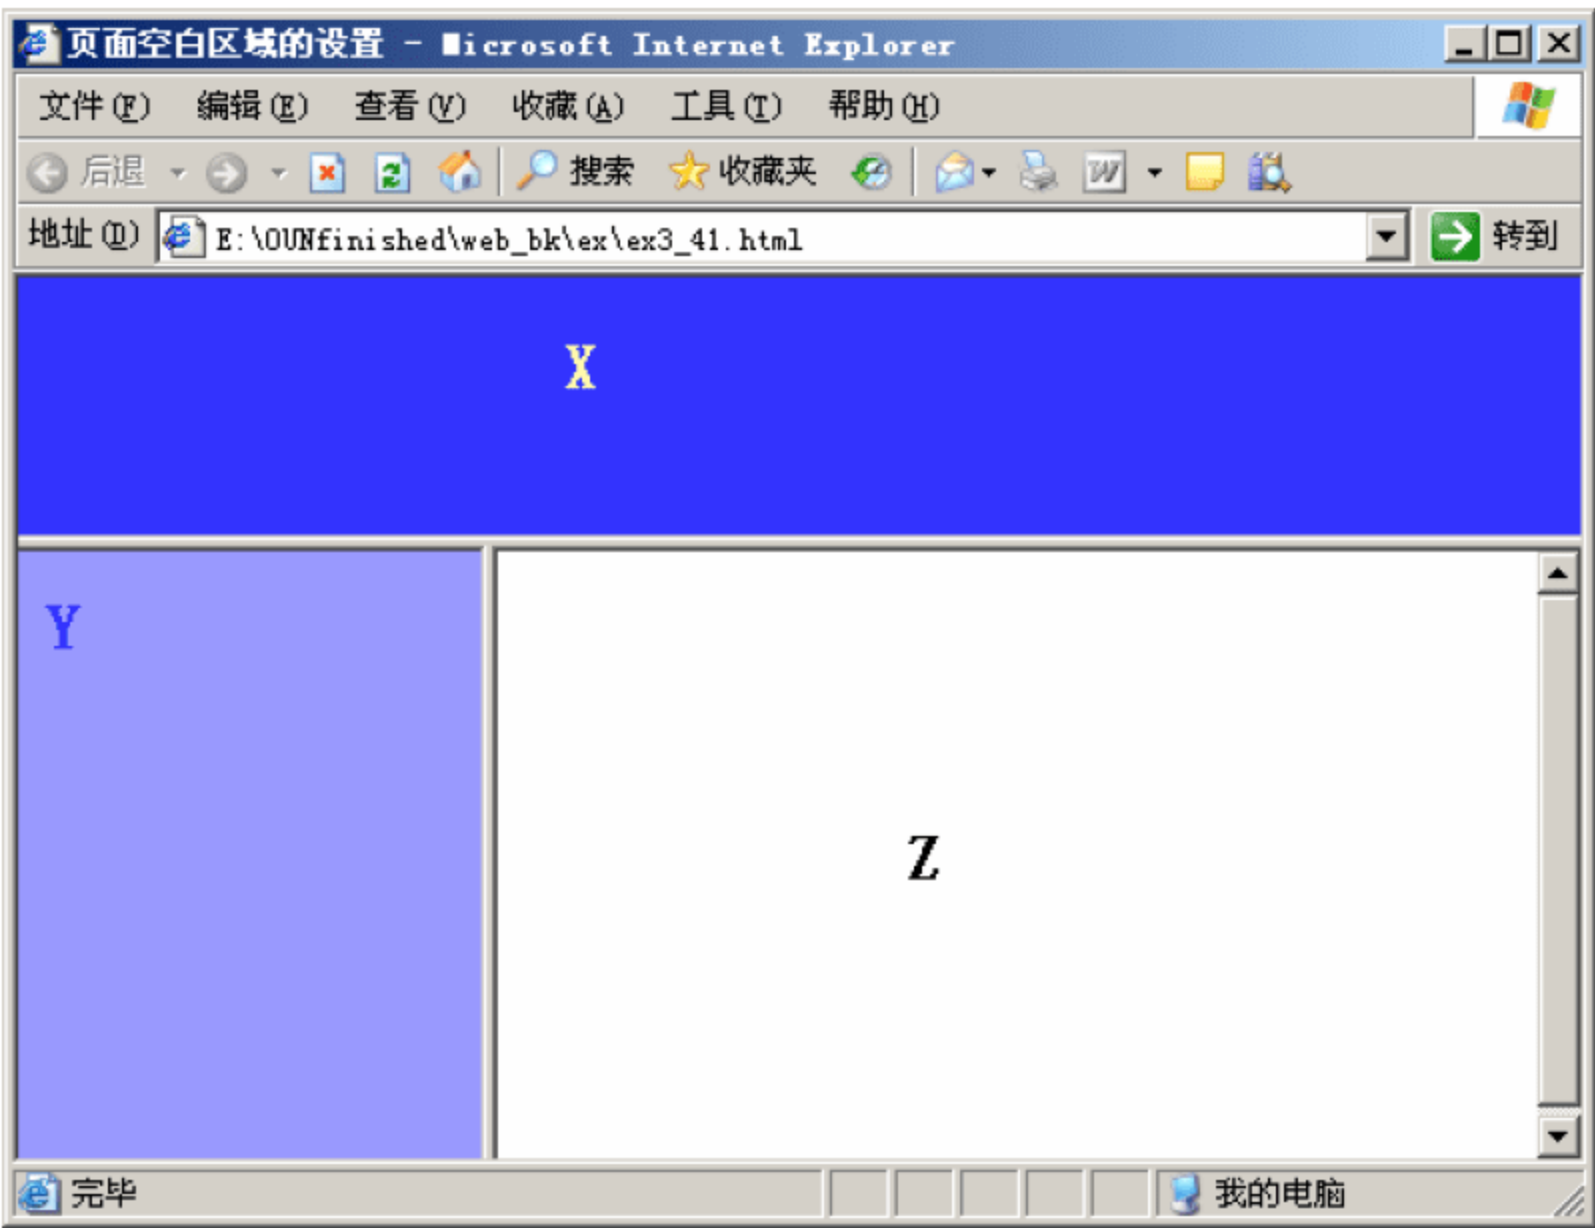 页面空白区域的设置 - Microsoft Internet Explorer
文件(F) 编辑(E) 查看(V) 收藏(A) 工具(T) 帮助(H)
后退 搜索 收藏夹 W
地址(D) E:\OUNfinished\web_bk\ex\ex3_41.html 转到
X
Y
Z
完毕 我的电脑